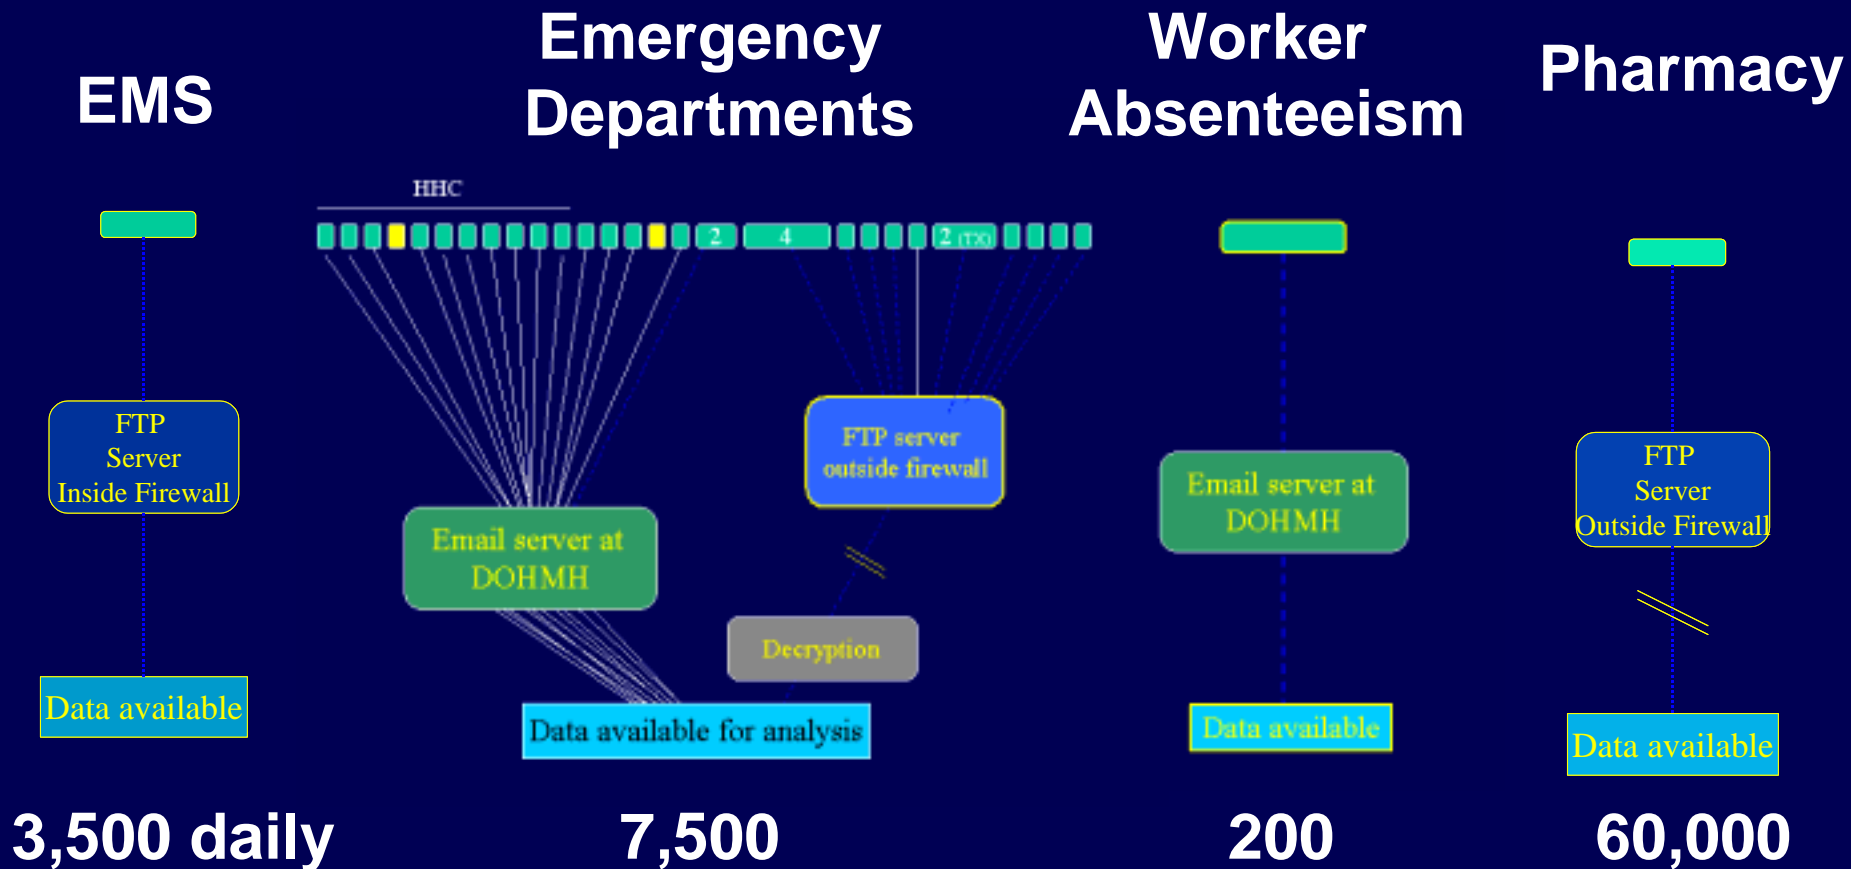 EMS
Emergency
Departments
Worker
Absenteeism
Pharmacy
HHC
2
4
2 (TX)
FTP
Server
Inside Firewall
FTP server
outside firewall
Email server at
DOHMH
Email server at
DOHMH
FTP
Server
Outside Firewall
Decryption
Data available
Data available for analysis
Data available
Data available
3,500 daily
7,500
200
60,000